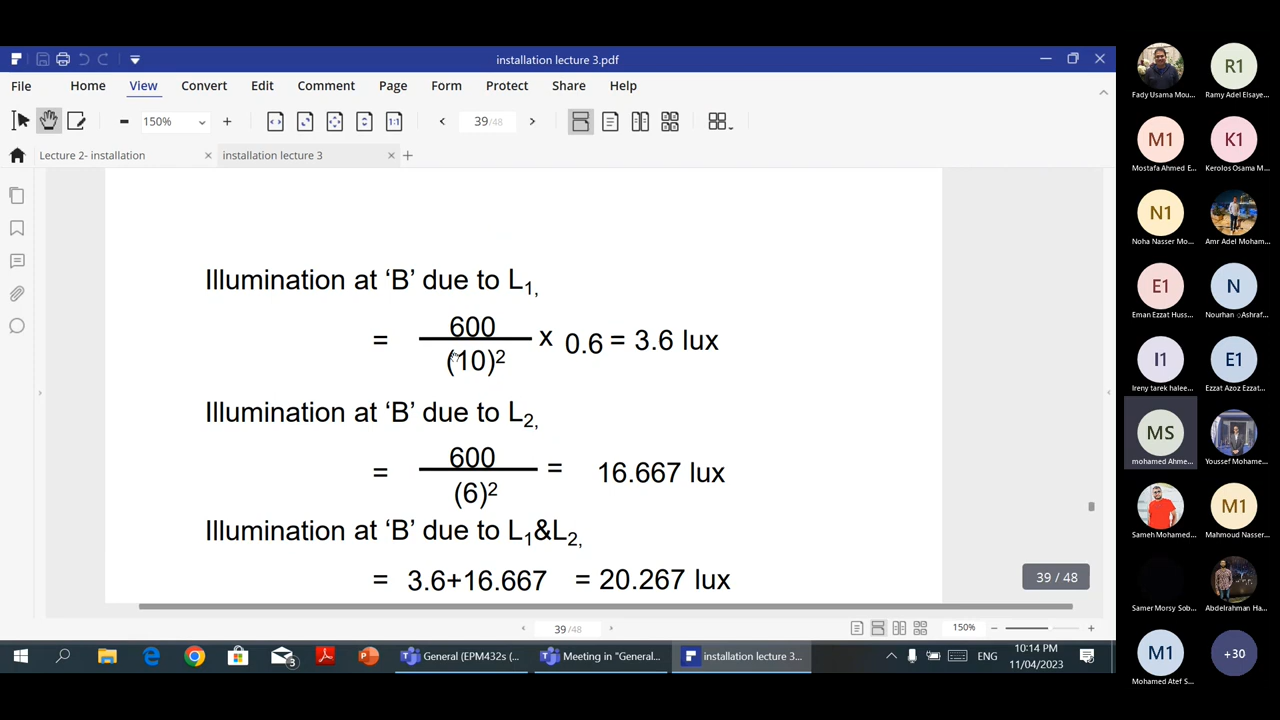 installation lecture 3.pdf
File Home View Convert Edit Comment Page Form Protect Share Help
150% 39/48
Lecture 2- installation installation lecture 3
Illumination at ‘B’ due to L1,
= 600/(10)² x 0.6 = 3.6 lux
Illumination at ‘B’ due to L2,
= 600/(6)² = 16.667 lux
Illumination at ‘B’ due to L1&L2,
= 3.6+16.667 = 20.267 lux
39 / 48
39/48 150%
General (EPM432s (... Meeting in "General... installation lecture 3... ENG 10:14 PM
11/04/2023
3
Fady Usama Mou...
R1
Ramy Adel Elsaye...
M1
Mostafa Ahmed E...
K1
Kerolos Osama M...
N1
Noha Nasser Mo...
Amr Adel Moham...
E1
Eman Ezzat Huss...
N
Nourhan ِAshraf...
I1
Ireny tarek halee...
E1
Ezzat Azoz Ezzat...
MS
mohamed Ahme...
Youssef Mohame...
Sameh Mohamed...
M1
Mahmoud Nasser...
Samer Morsy Sob...
Abdelrahman Ha...
M1
Mohamed Atef S...
+30